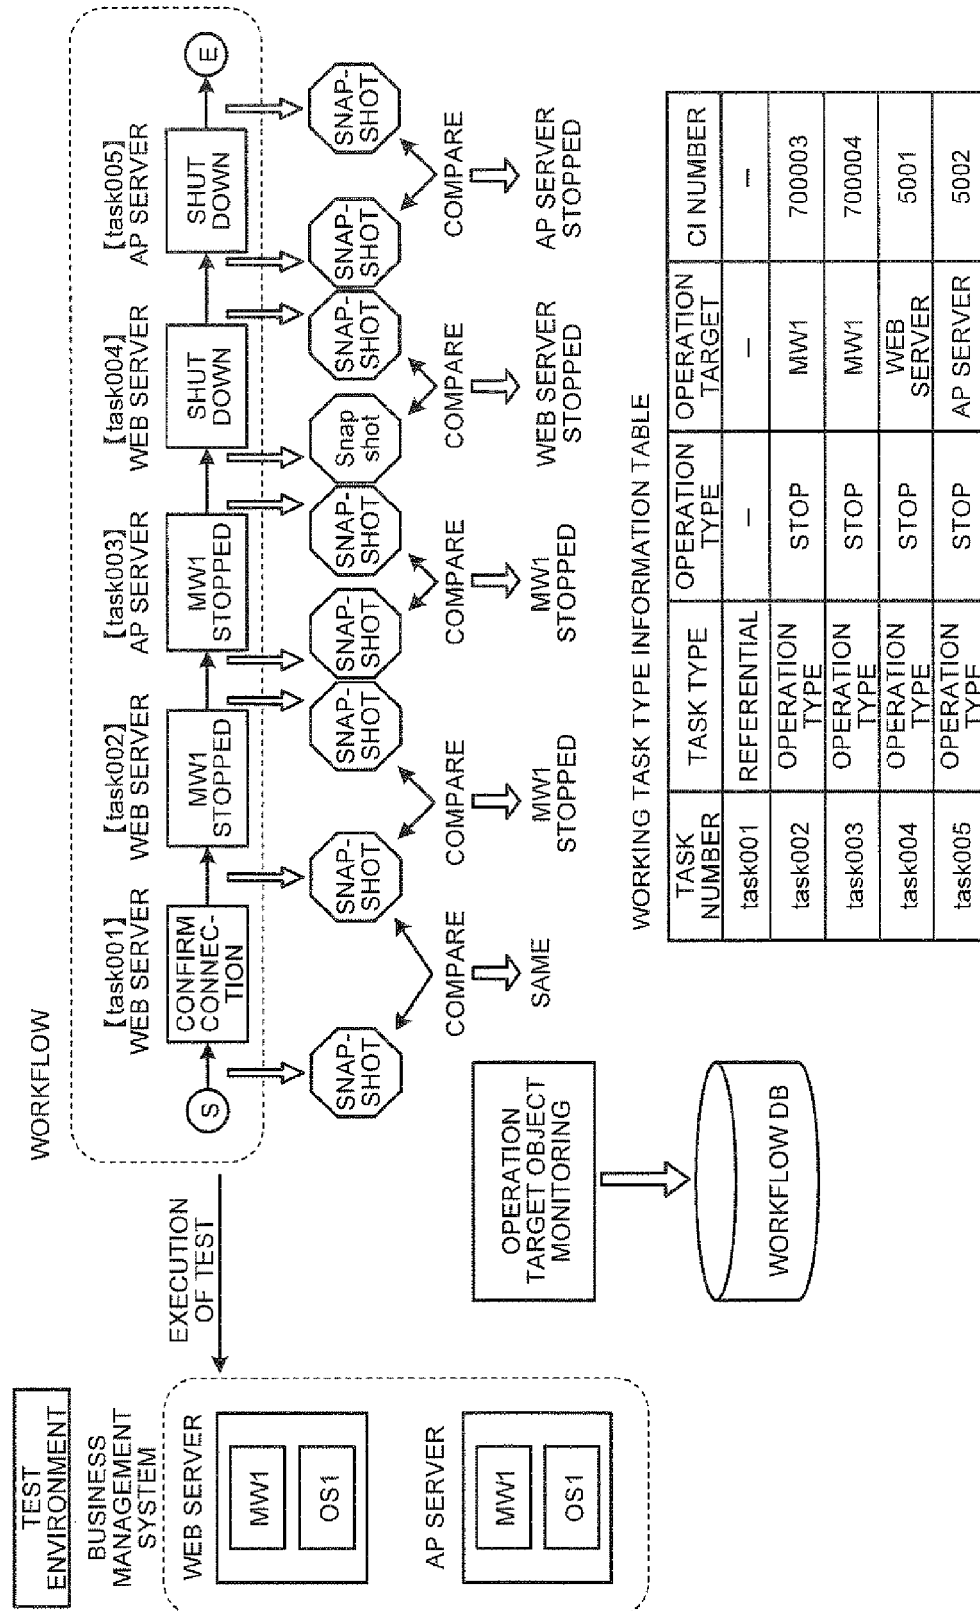 TEST
ENVIRONMENT
BUSINESS
MANAGEMENT
SYSTEM
WEB SERVER
MW1
OS1
AP SERVER
MW1
OS1
EXECUTION
OF TEST
WORKFLOW
【task001】
WEB SERVER
【task002】
WEB SERVER
【task003】
AP SERVER
【task004】
WEB SERVER
【task005】
AP SERVER
S
CONFIRM
CONNEC-
TION
MW1
STOPPED
MW1
STOPPED
SHUT
DOWN
SHUT
DOWN
E
SNAP-
SHOT
SNAP-
SHOT
SNAP-
SHOT
SNAP-
SHOT
SNAP-
SHOT
Snap
shot
SNAP-
SHOT
SNAP-
SHOT
SNAP-
SHOT
COMPARE
COMPARE
COMPARE
COMPARE
COMPARE
SAME
MW1
STOPPED
MW1
STOPPED
WEB SERVER
STOPPED
AP SERVER
STOPPED
OPERATION
TARGET OBJECT
MONITORING
WORKFLOW DB
WORKING TASK TYPE INFORMATION TABLE
TASK
NUMBER
TASK TYPE
OPERATION
TYPE
OPERATION
TARGET
CI NUMBER
task001
REFERENTIAL
—
—
—
task002
OPERATION
TYPE
STOP
MW1
700003
task003
OPERATION
TYPE
STOP
MW1
700004
task004
OPERATION
TYPE
STOP
WEB
SERVER
5001
task005
OPERATION
TYPE
STOP
AP SERVER
5002